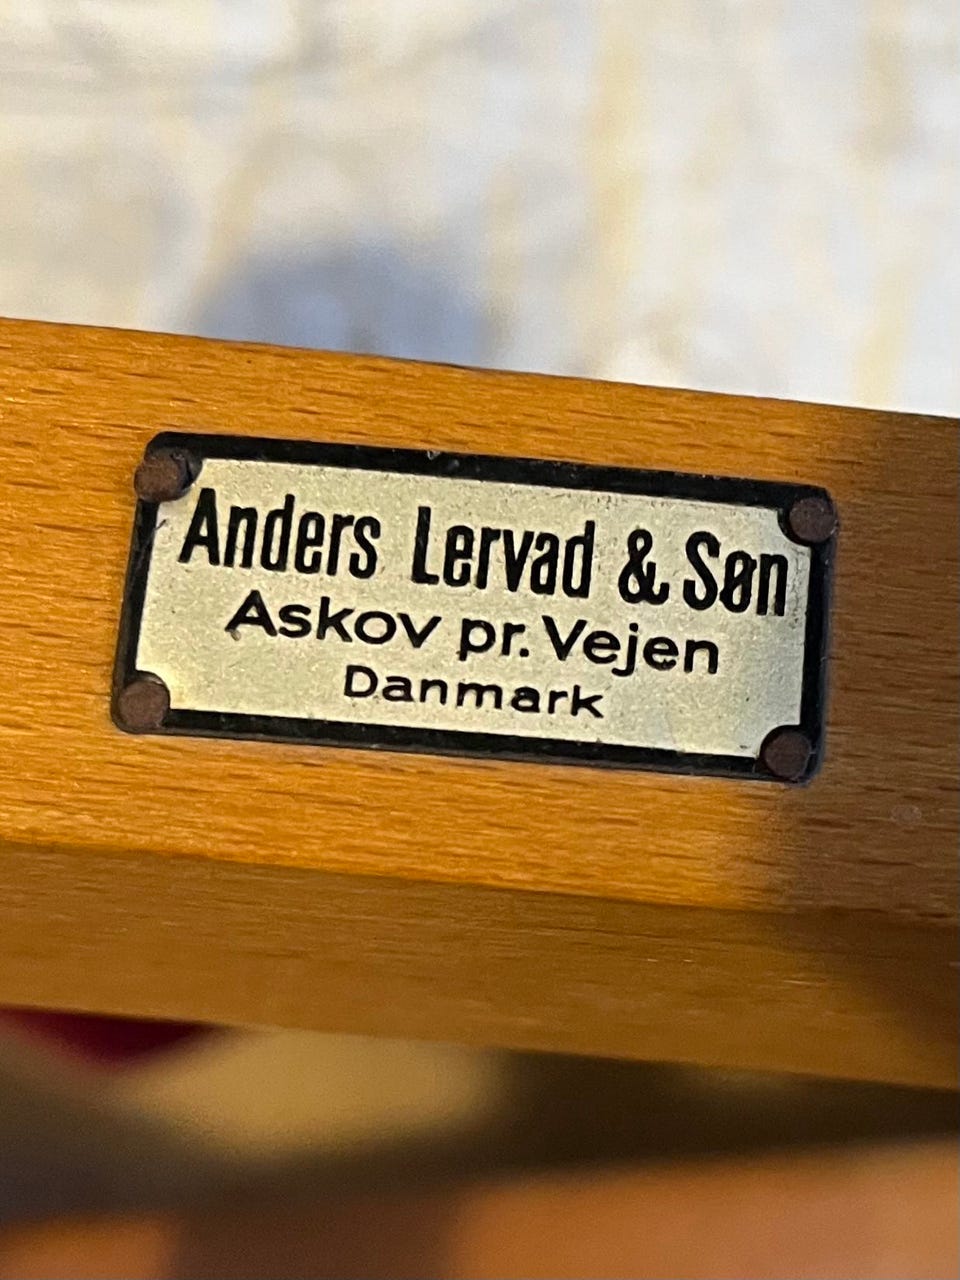 Anders Lervad & Søn
Askov pr. Vejen
Danmark